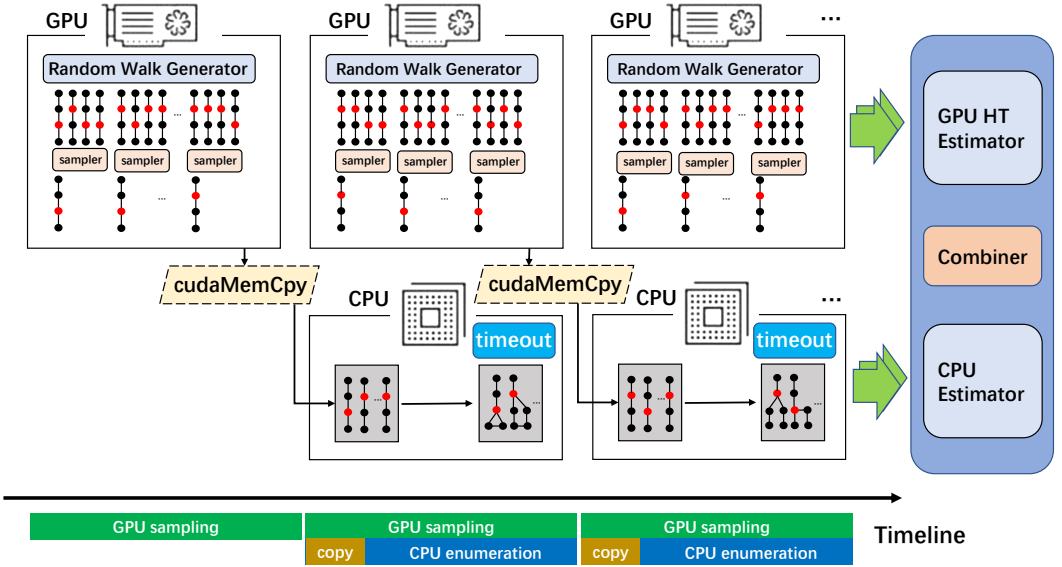 GPU
GPU
GPU
...
Random Walk Generator
Random Walk Generator
Random Walk Generator
...
...
...
sampler
sampler
sampler
sampler
sampler
sampler
sampler
sampler
sampler
...
...
...
GPU HT
Estimator
Combiner
CPU
Estimator
cudaMemCpy
cudaMemCpy
CPU
CPU
...
timeout
timeout
...
...
...
...
GPU sampling
GPU sampling
GPU sampling
copy
CPU enumeration
copy
CPU enumeration
Timeline